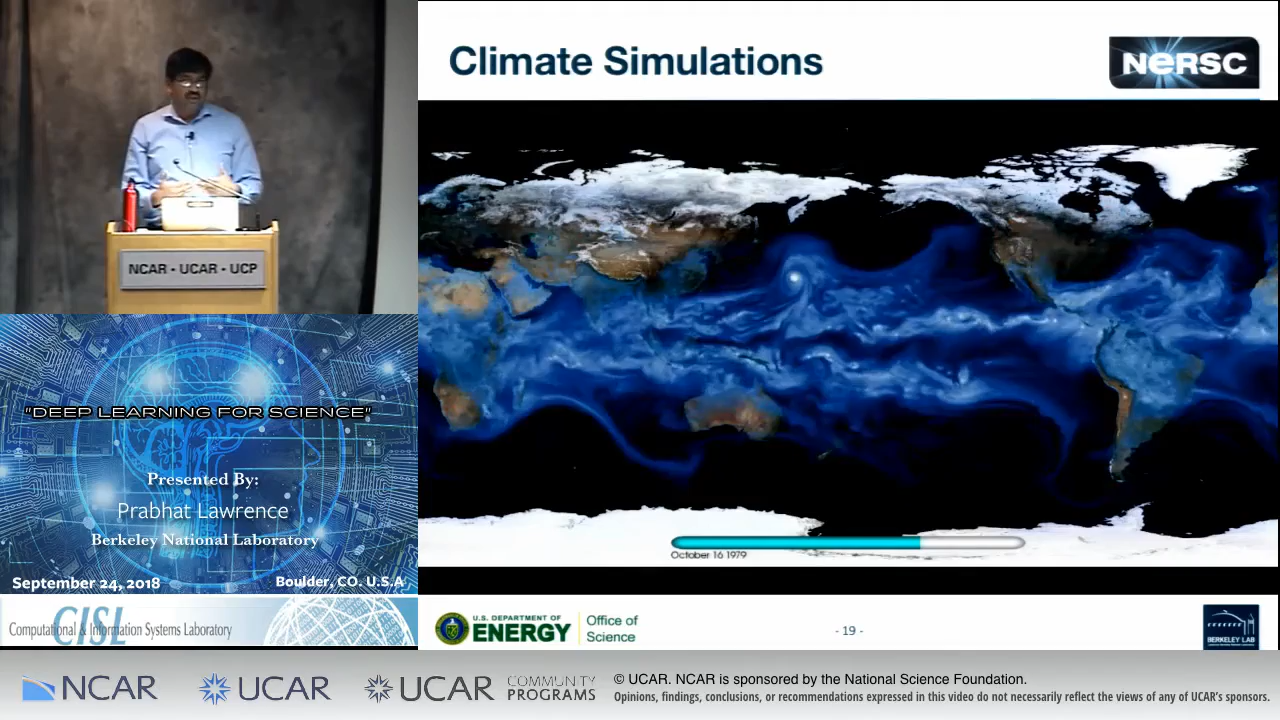 Climate Simulations
NERSC
NCAR - UCAR - UCP
"DEEP LEARNING FOR SCIENCE"
Presented By:
Prabhat Lawrence
Berkeley National Laboratory
September 24, 2018
Boulder, CO. U.S.A
CISL
Computational & Information Systems Laboratory
October 16 1979
U.S. DEPARTMENT OF
ENERGY
Office of
Science
- 19 -
BERKELEY LAB
NCAR
UCAR
UCAR
COMMUNITY
PROGRAMS
© UCAR. NCAR is sponsored by the National Science Foundation.
Opinions, findings, conclusions, or recommendations expressed in this video do not necessarily reflect the views of any of UCAR's sponsors.